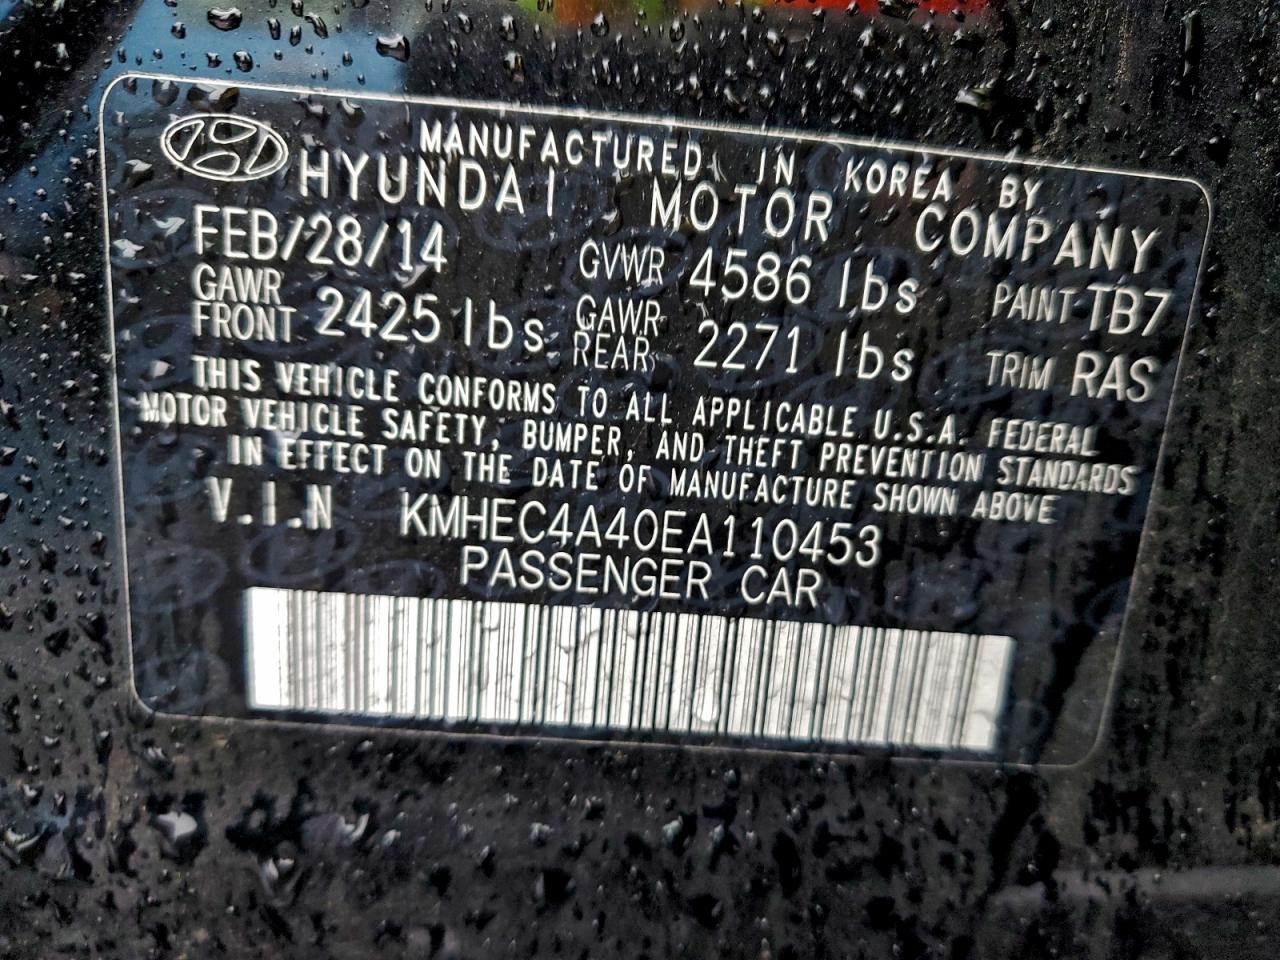 MANUFACTURED IN KOREA BY
HYUNDAI MOTOR COMPANY
FEB/28/14 GVWR 4586 lbs PAINT TB7
GAWR FRONT 2425 lbs GAWR REAR 2271 lbs TRIM RAS
THIS VEHICLE CONFORMS TO ALL APPLICABLE U.S.A. FEDERAL
MOTOR VEHICLE SAFETY, BUMPER, AND THEFT PREVENTION STANDARDS
IN EFFECT ON THE DATE OF MANUFACTURE SHOWN ABOVE
V.I.N KMHEC4A40EA110453
PASSENGER CAR